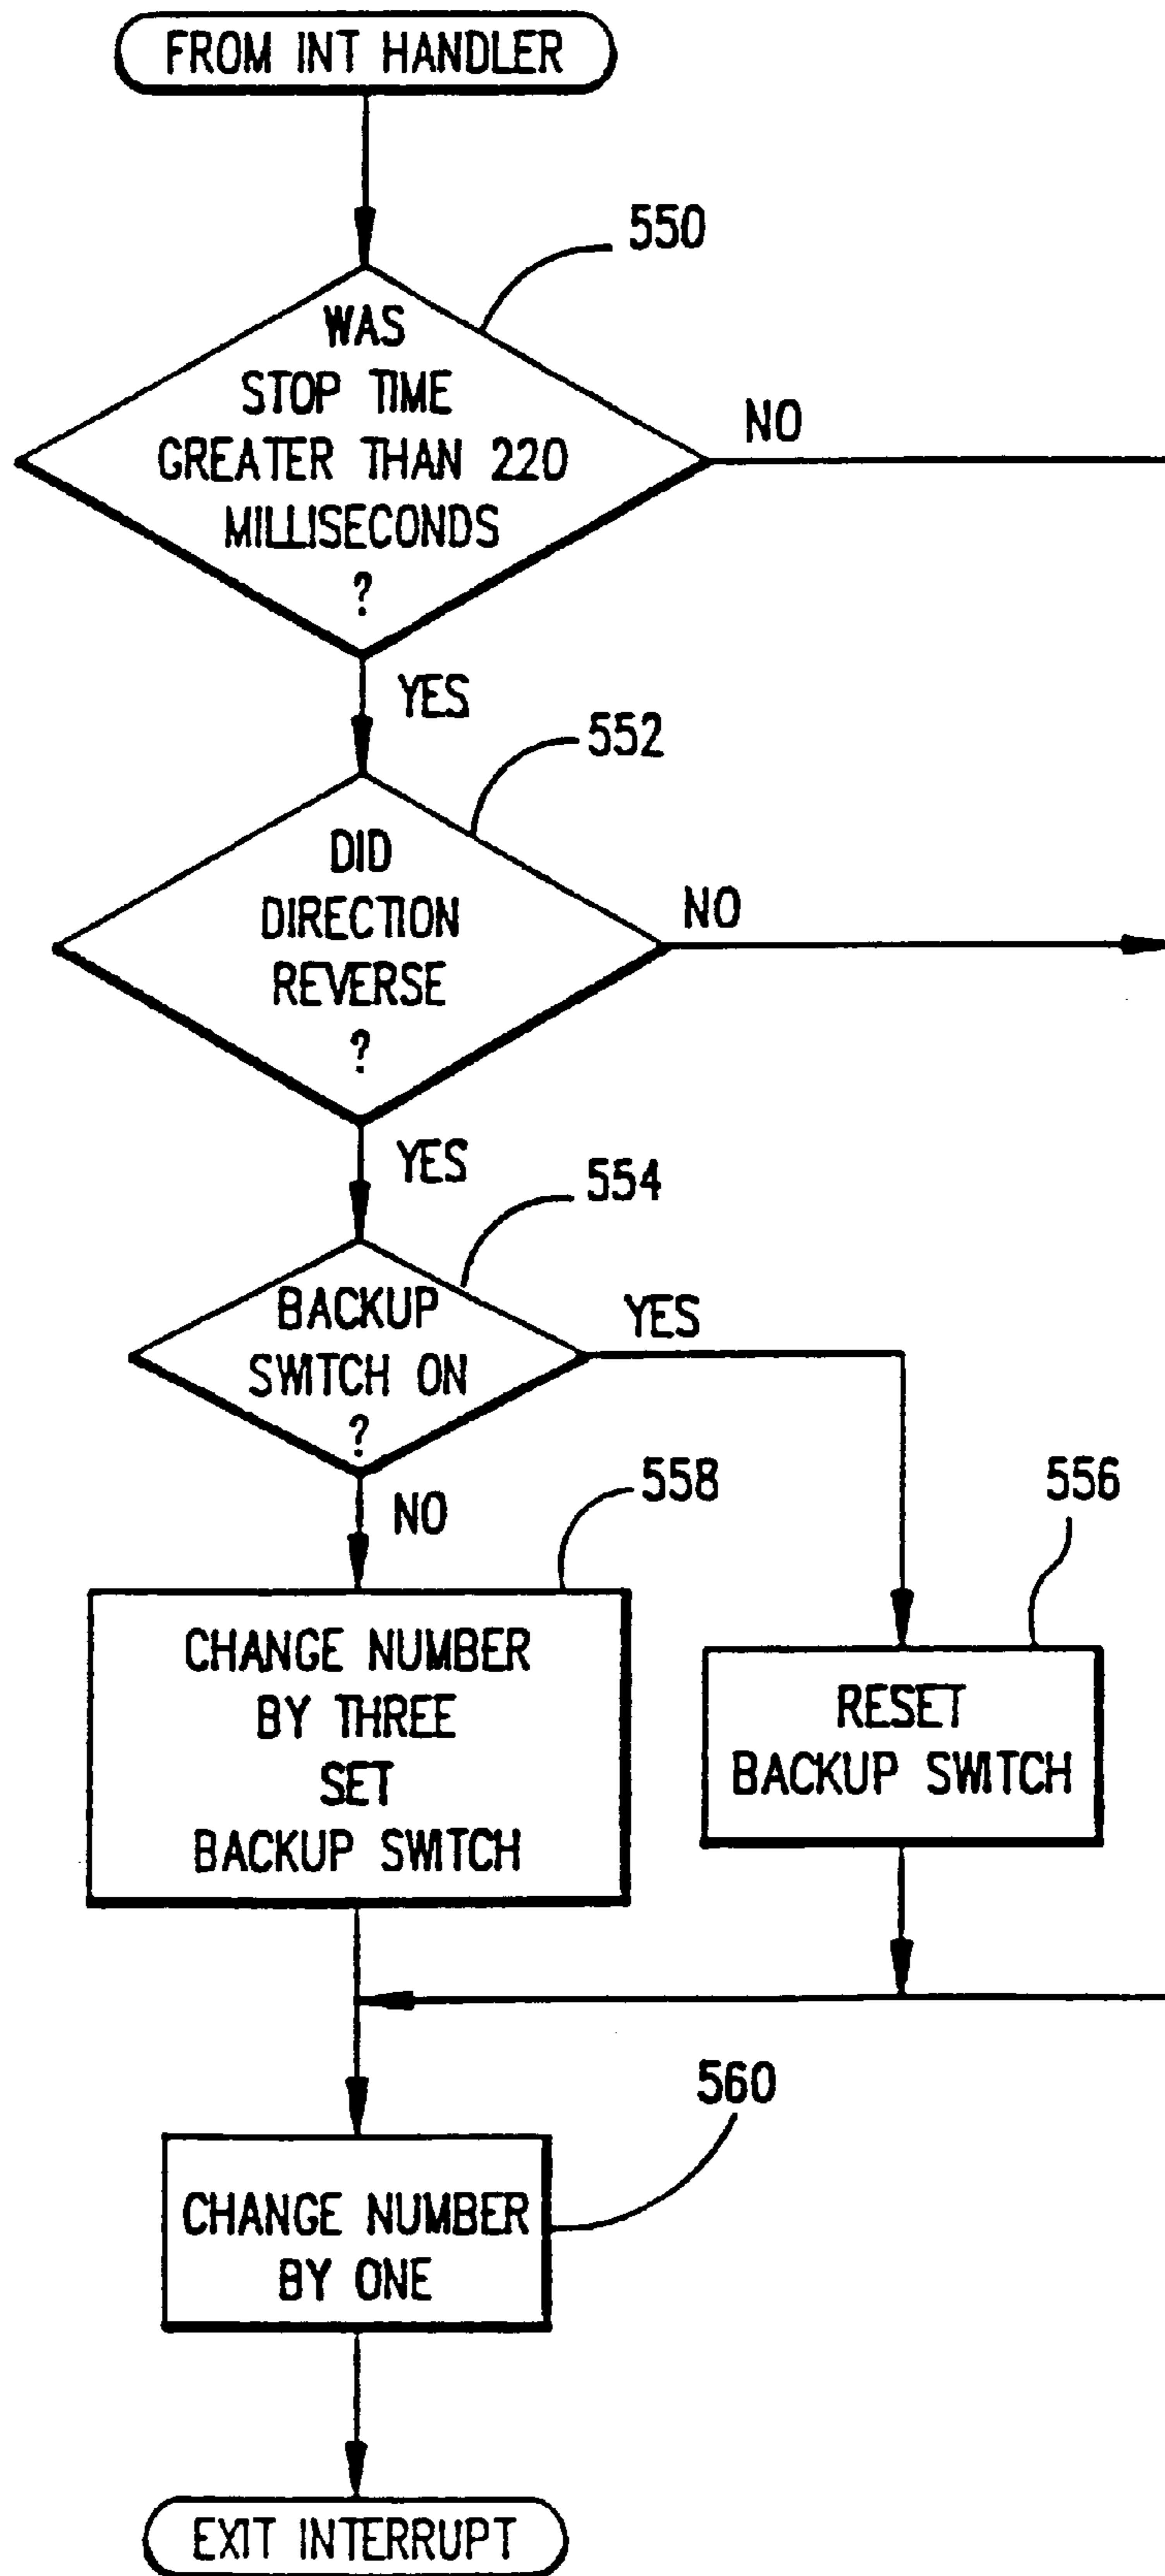 FROM INT HANDLER
550
WAS
STOP TIME
GREATER THAN 220
MILLISECONDS
?
NO
YES
552
DID
DIRECTION
REVERSE
?
NO
YES
554
BACKUP
SWITCH ON
?
YES
NO
558
556
CHANGE NUMBER
BY THREE
SET
BACKUP SWITCH
RESET
BACKUP SWITCH
560
CHANGE NUMBER
BY ONE
EXIT INTERRUPT